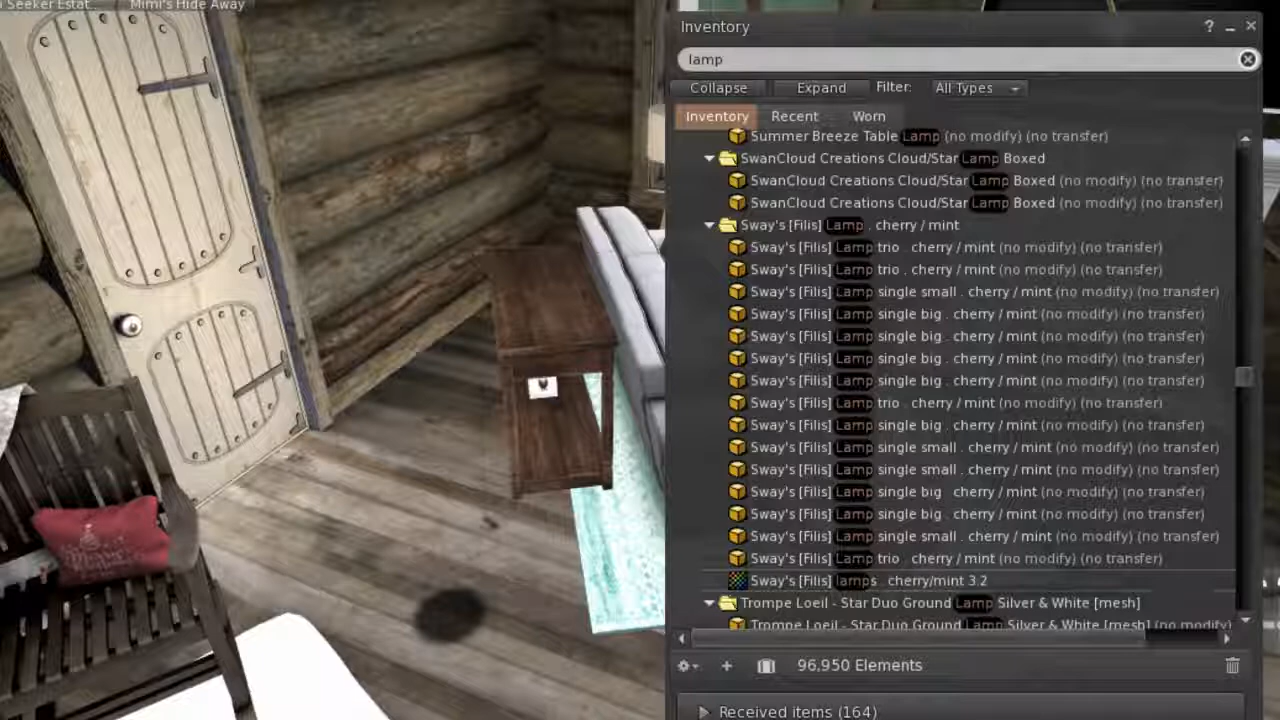 Seeker Estat...
Mimi's Hide Away
Inventory
? _ ×
lamp
Collapse
Expand
Filter:
All Types
Inventory
Recent
Worn
Summer Breeze Table Lamp (no modify) (no transfer)
SwanCloud Creations Cloud/Star Lamp Boxed
SwanCloud Creations Cloud/Star Lamp Boxed (no modify) (no transfer)
SwanCloud Creations Cloud/Star Lamp Boxed (no modify) (no transfer)
Sway's [Filis] Lamp . cherry / mint
Sway's [Filis] Lamp trio . cherry / mint (no modify) (no transfer)
Sway's [Filis] Lamp trio . cherry / mint (no modify) (no transfer)
Sway's [Filis] Lamp single small . cherry / mint (no modify) (no transfer)
Sway's [Filis] Lamp single big . cherry / mint (no modify) (no transfer)
Sway's [Filis] Lamp single big . cherry / mint (no modify) (no transfer)
Sway's [Filis] Lamp single big . cherry / mint (no modify) (no transfer)
Sway's [Filis] Lamp single big . cherry / mint (no modify) (no transfer)
Sway's [Filis] Lamp trio . cherry / mint (no modify) (no transfer)
Sway's [Filis] Lamp single big . cherry / mint (no modify) (no transfer)
Sway's [Filis] Lamp single small . cherry / mint (no modify) (no transfer)
Sway's [Filis] Lamp single small . cherry / mint (no modify) (no transfer)
Sway's [Filis] Lamp single big . cherry / mint (no modify) (no transfer)
Sway's [Filis] Lamp single big . cherry / mint (no modify) (no transfer)
Sway's [Filis] Lamp single small . cherry / mint (no modify) (no transfer)
Sway's [Filis] Lamp trio . cherry / mint (no modify) (no transfer)
Sway's [Filis] lamps . cherry/mint 3.2
Trompe Loeil - Star Duo Ground Lamp Silver & White [mesh]
Trompe Loeil - Star Duo Ground Lamp Silver & White [mesh] (no modify)
96,950 Elements
Received items (164)